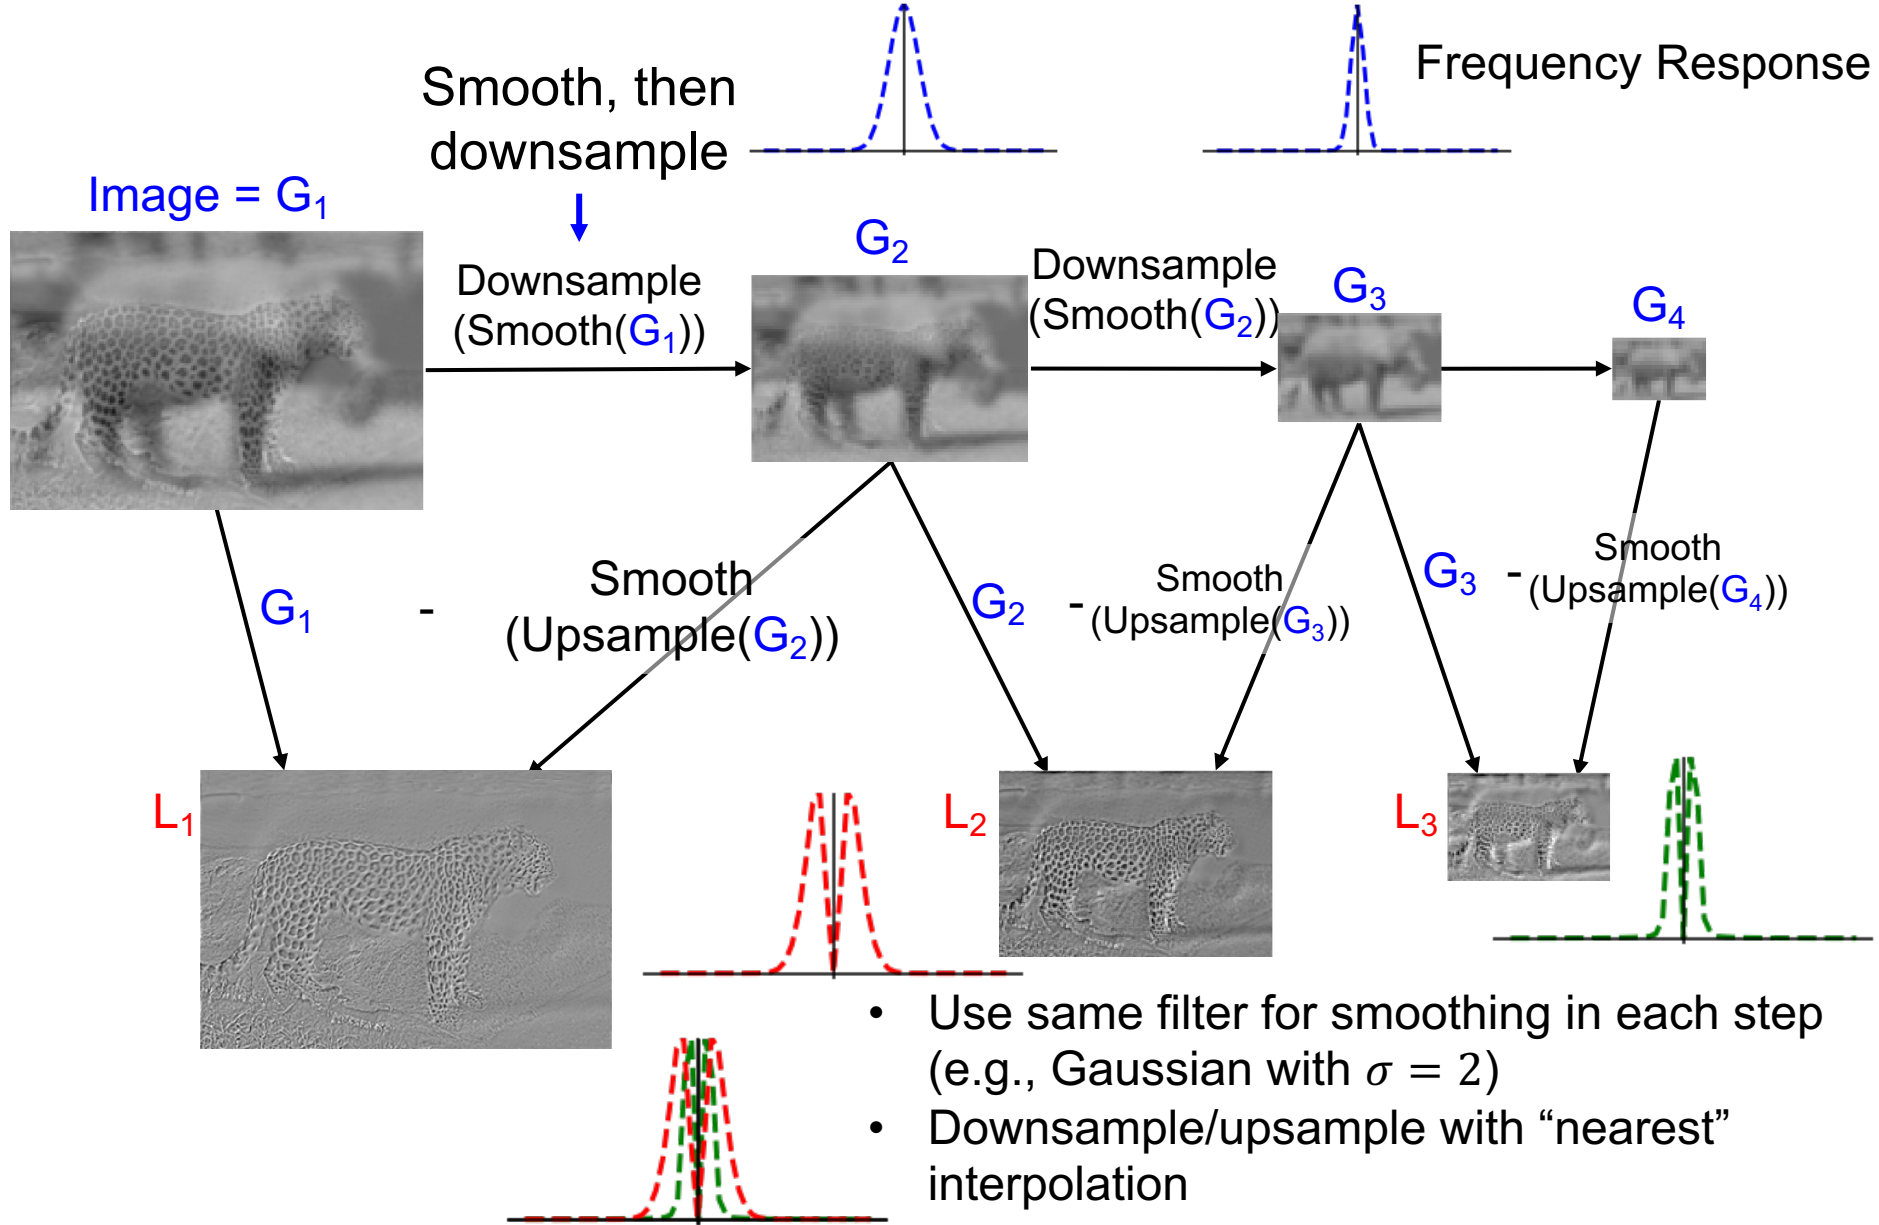 Frequency Response
Smooth, then
downsample
Image = G₁
Downsample
(Smooth(G₁))
G₂
Downsample
(Smooth(G₂))
G₃
G₄
G₁ - Smooth
(Upsample(G₂))
G₂ - Smooth
(Upsample(G₃))
G₃ - Smooth
(Upsample(G₄))
L₁
L₂
L₃
• Use same filter for smoothing in each step
(e.g., Gaussian with σ = 2)
• Downsample/upsample with “nearest”
interpolation